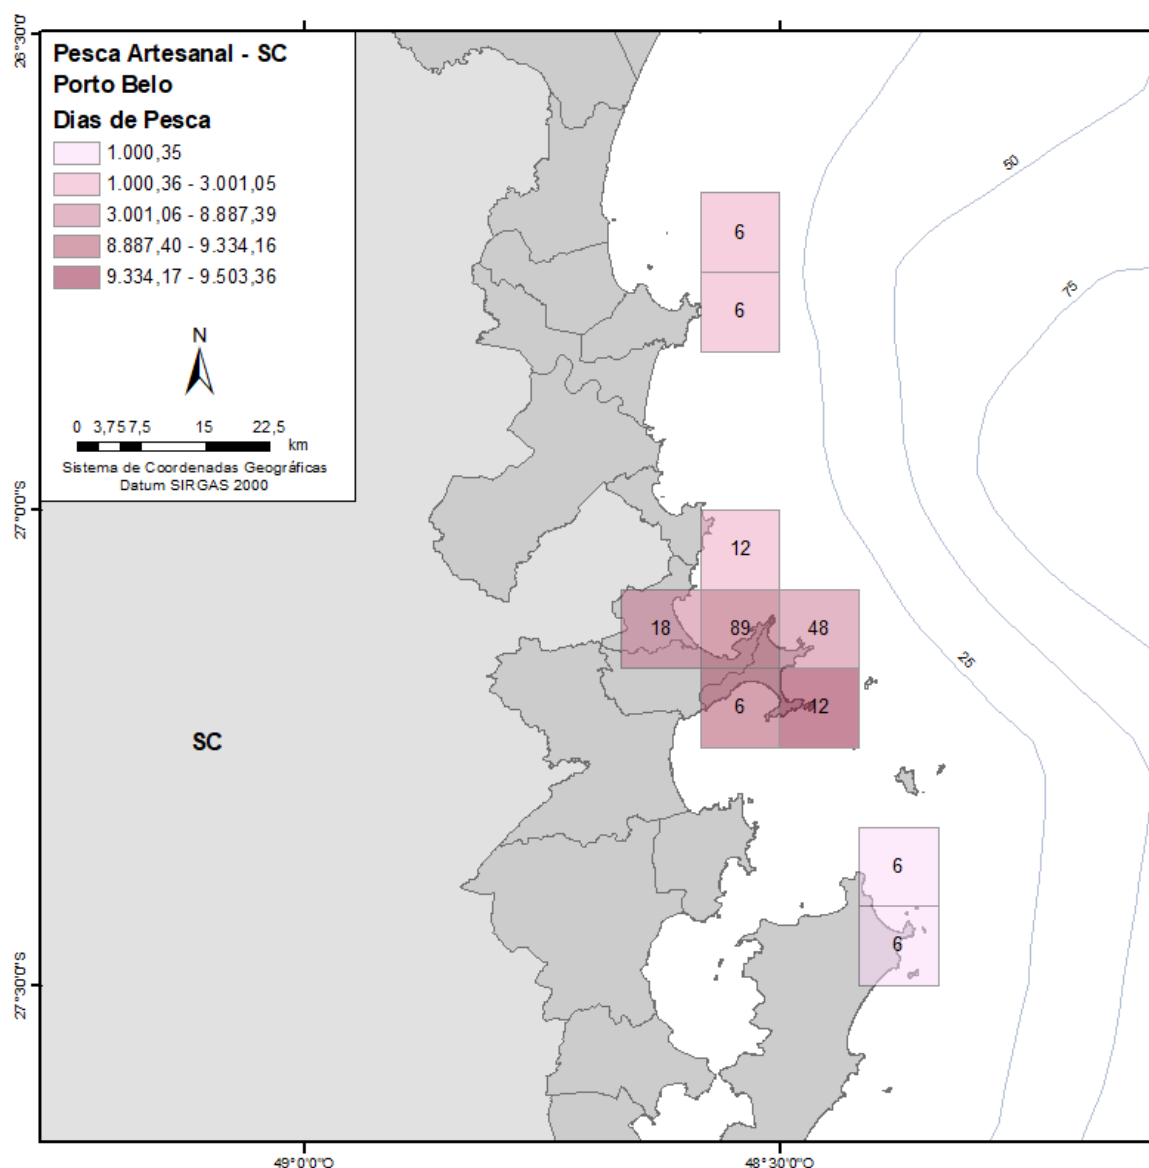 Pesca Artesanal - SC
Porto Belo
Dias de Pesca
1.000,35
1.000,36 - 3.001,05
3.001,06 - 8.887,39
8.887,40 - 9.334,16
9.334,17 - 9.503,36
N
0 3,75 7,5 15 22,5
km
Sistema de Coordenadas Geográficas
Datum SIRGAS 2000
26°30'0"
27°0'0"S
27°30'0"S
49°0'0"O
48°30'0"O
50
75
25
6
6
12
18 89 48
6 12
SC
6
6